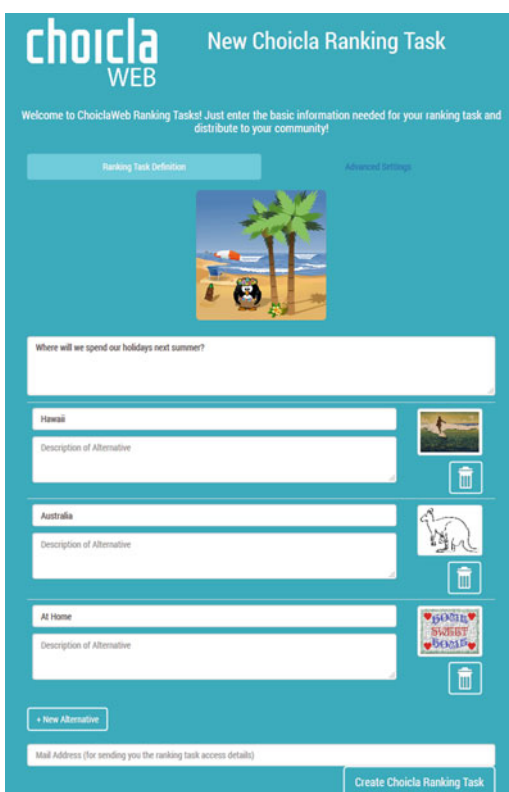 choicla
WEB
New Choicla Ranking Task
Welcome to ChoiclaWeb Ranking Tasks! Just enter the basic information needed for your ranking task and
distribute to your community!
Ranking Task Definition
Advanced Settings
Where will we spend our holidays next summer?
Hawaii
Description of Alternative
Australia
Description of Alternative
At Home
HOME
SWEET
HOME
Description of Alternative
+ New Alternative
Mail Address (for sending you the ranking task access details)
Create Choicla Ranking Task